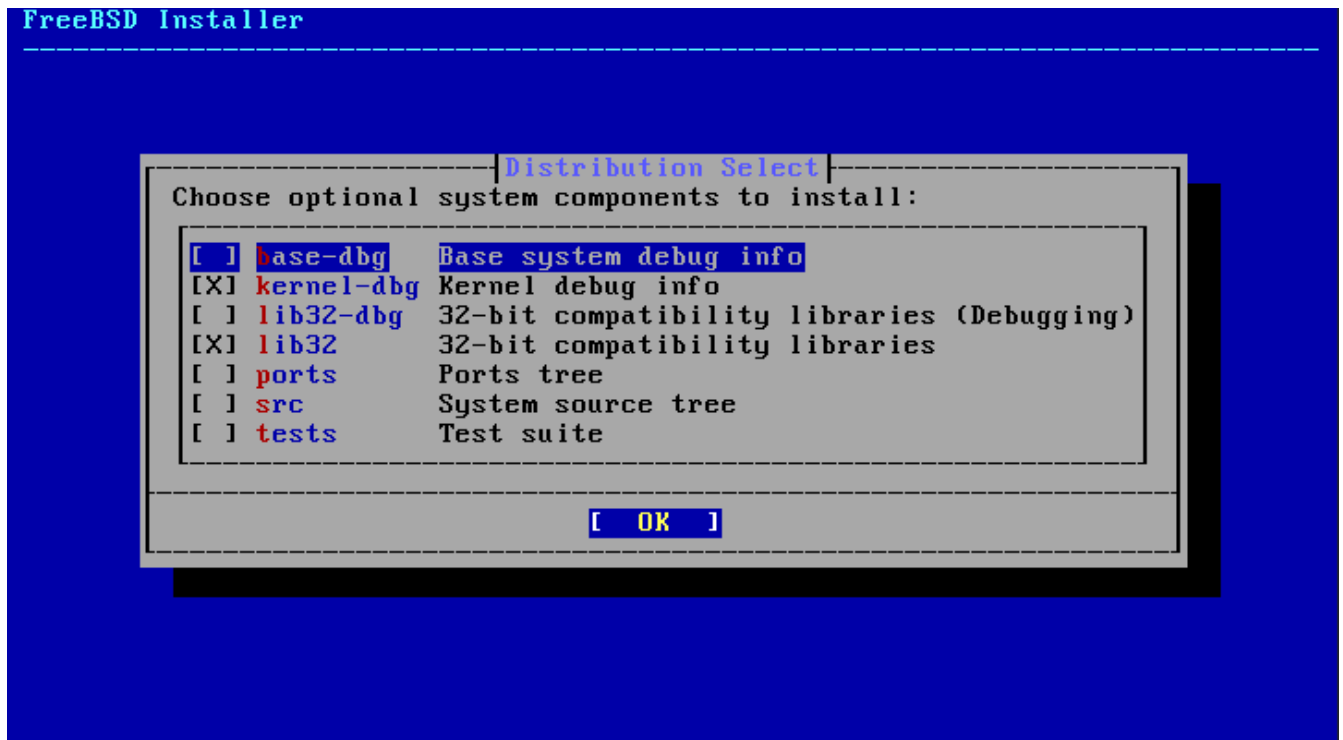 FreeBSD Installer
Distribution Select
Choose optional system components to install:
[ ] base-dbg Base system debug info
[X] kernel-dbg Kernel debug info
[ ] lib32-dbg 32-bit compatibility libraries (Debugging)
[X] lib32 32-bit compatibility libraries
[ ] ports Ports tree
[ ] src System source tree
[ ] tests Test suite
[ OK ]